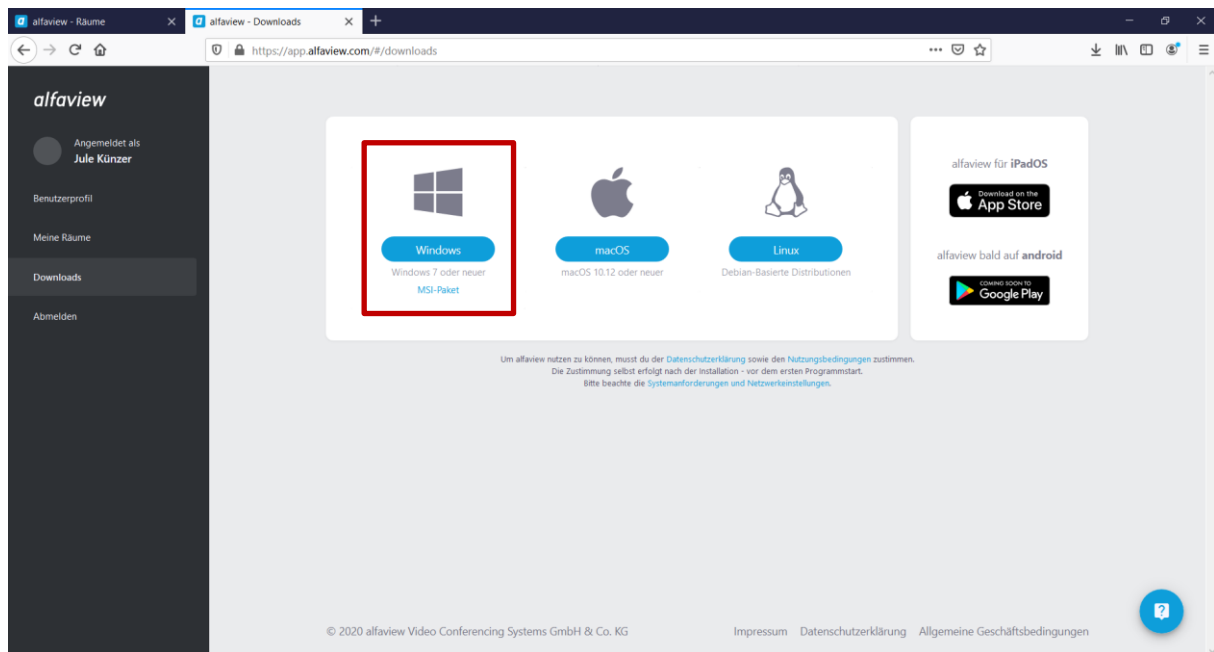 alfaview - Räume
alfaview - Downloads
https://app.alfaview.com/#/downloads
alfaview
Angemeldet als
Jule Künzer
Benutzerprofil
Meine Räume
Downloads
Abmelden
Windows
Windows 7 oder neuer
MSI-Paket
macOS
macOS 10.12 oder neuer
Linux
Debian-Basierte Distributionen
alfaview für iPadOS
Download on the
App Store
alfaview bald auf android
COMING SOON TO
Google Play
Um alfaview nutzen zu können, musst du der Datenschutzerklärung sowie den Nutzungsbedingungen zustimmen.
Die Zustimmung selbst erfolgt nach der Installation - vor dem ersten Programmstart.
Bitte beachte die Systemanforderungen und Netzwerkeinstellungen.
© 2020 alfaview Video Conferencing Systems GmbH & Co. KG
Impressum Datenschutzerklärung Allgemeine Geschäftsbedingungen